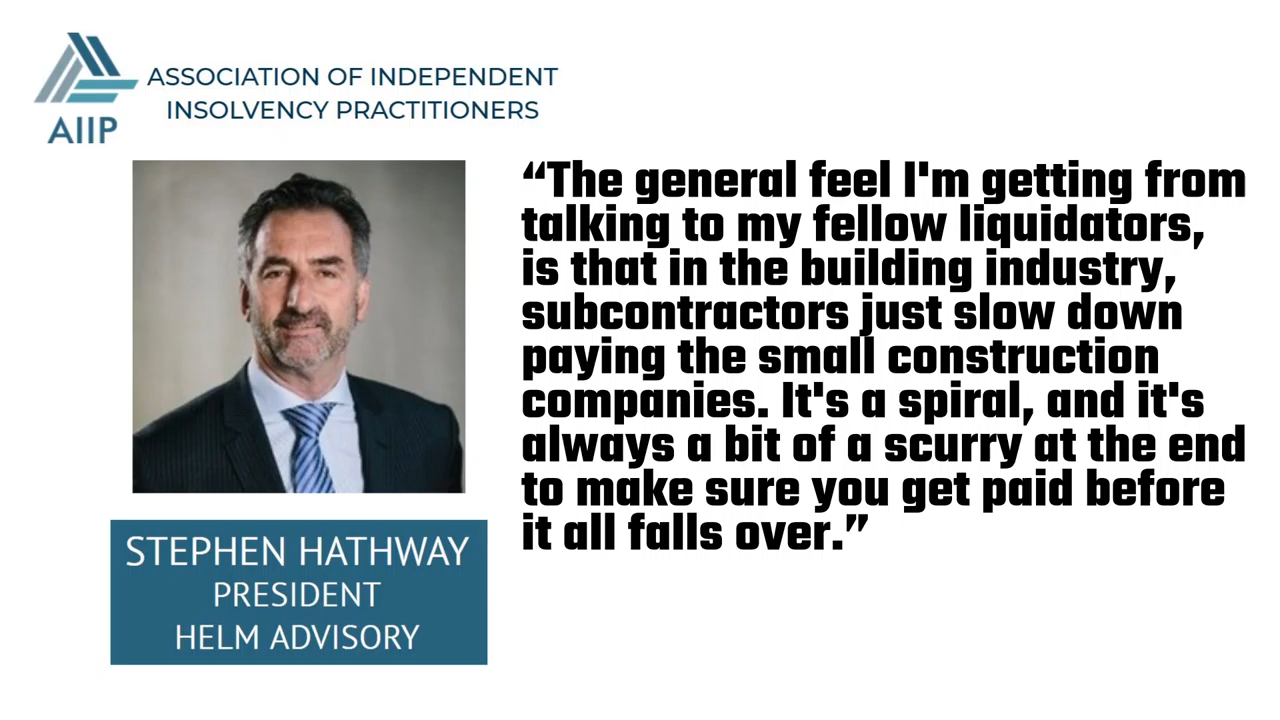 ASSOCIATION OF INDEPENDENT
INSOLVENCY PRACTITIONERS
AIIP
“The general feel I'm getting from
talking to my fellow liquidators,
is that in the building industry,
subcontractors just slow down
paying the small construction
companies. It's a spiral, and it's
always a bit of a scurry at the end
to make sure you get paid before
it all falls over.”
STEPHEN HATHWAY
PRESIDENT
HELM ADVISORY